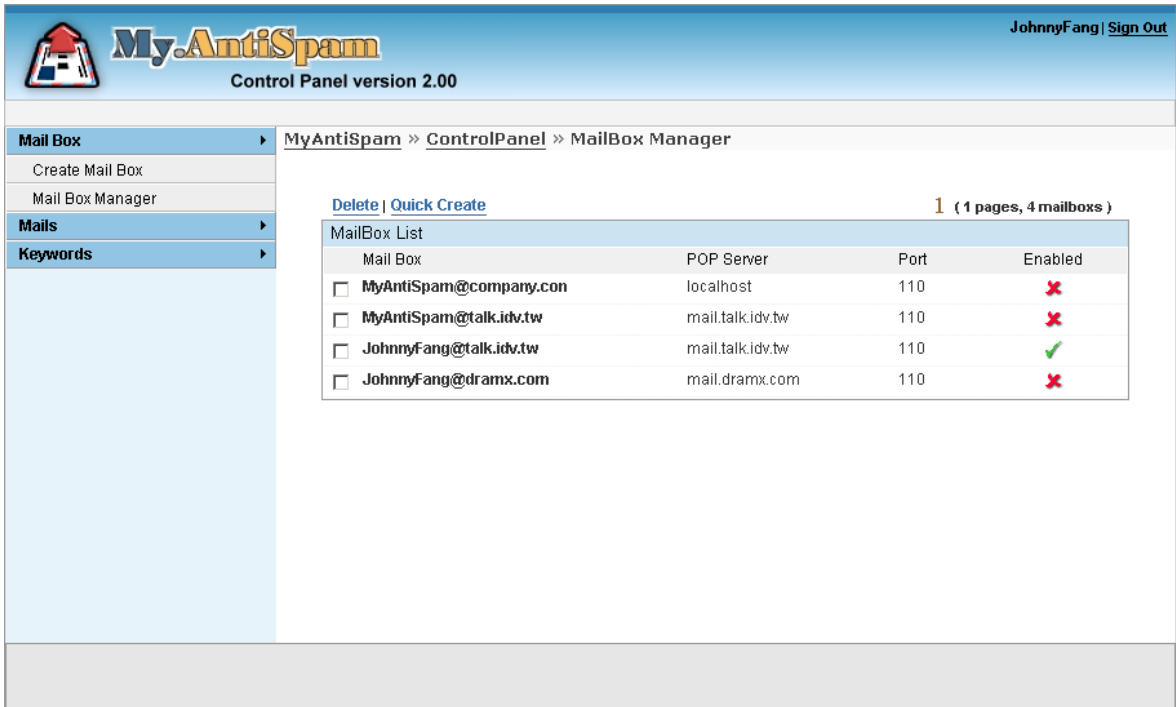 My.AntiSpam
Control Panel version 2.00
JohnnyFang | Sign Out
Mail Box
Create Mail Box
Mail Box Manager
Mails
Keywords
MyAntiSpam » ControlPanel » MailBox Manager
Delete | Quick Create
1 ( 1 pages, 4 mailboxs )
MailBox List
Mail Box POP Server Port Enabled
MyAntiSpam@company.con localhost 110
MyAntiSpam@talk.idv.tw mail.talk.idv.tw 110
JohnnyFang@talk.idv.tw mail.talk.idv.tw 110
JohnnyFang@dramx.com mail.dramx.com 110